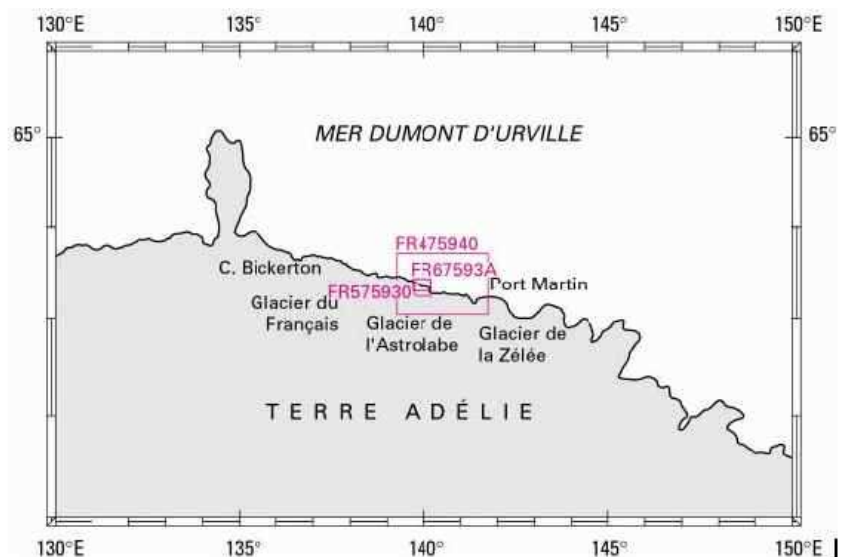 130°E 135° 140° 145° 150°E
65° MER DUMONT D'URVILLE 65°
FR475940
C. Bickerton FR67593A
Port Martin
FR575930
Glacier du
Français
Glacier de
l'Astrolabe
Glacier de
la Zélée
TERRE ADÉLIE
130°E 135° 140° 145° 150°E